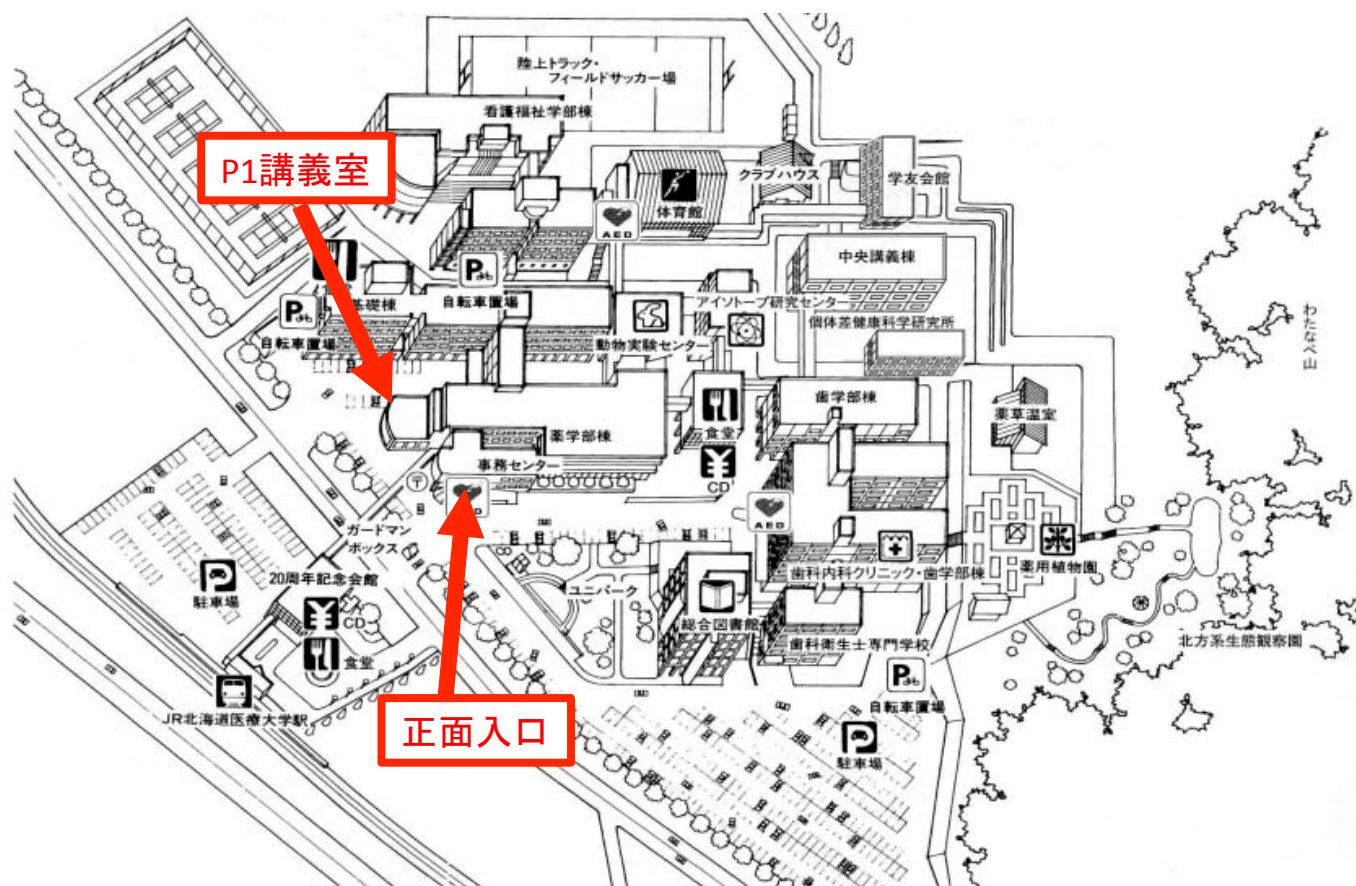 陸上トラック・
フィールドサッカー場
看護福祉学部棟
P1講義室
クラブハウス
学友会館
体育館
AED
中央講義棟
基礎棟
自転車置場
アイソトープ研究センター
自転車置場
動物実験センター
個体差健康科学研究所
わたなべ山
歯学部棟
薬草温室
食堂
薬学部棟
事務センター
〒
CD
ED
AED
ガードマン
ボックス
歯科内科クリニック・歯学部棟
薬用植物園
20周年記念会館
駐車場
ユニパーク
CD
総合図書館
歯科衛生士専門学校
北方系生態観察園
食堂
JR北海道医療大学駅
自転車置場
正面入口
駐車場